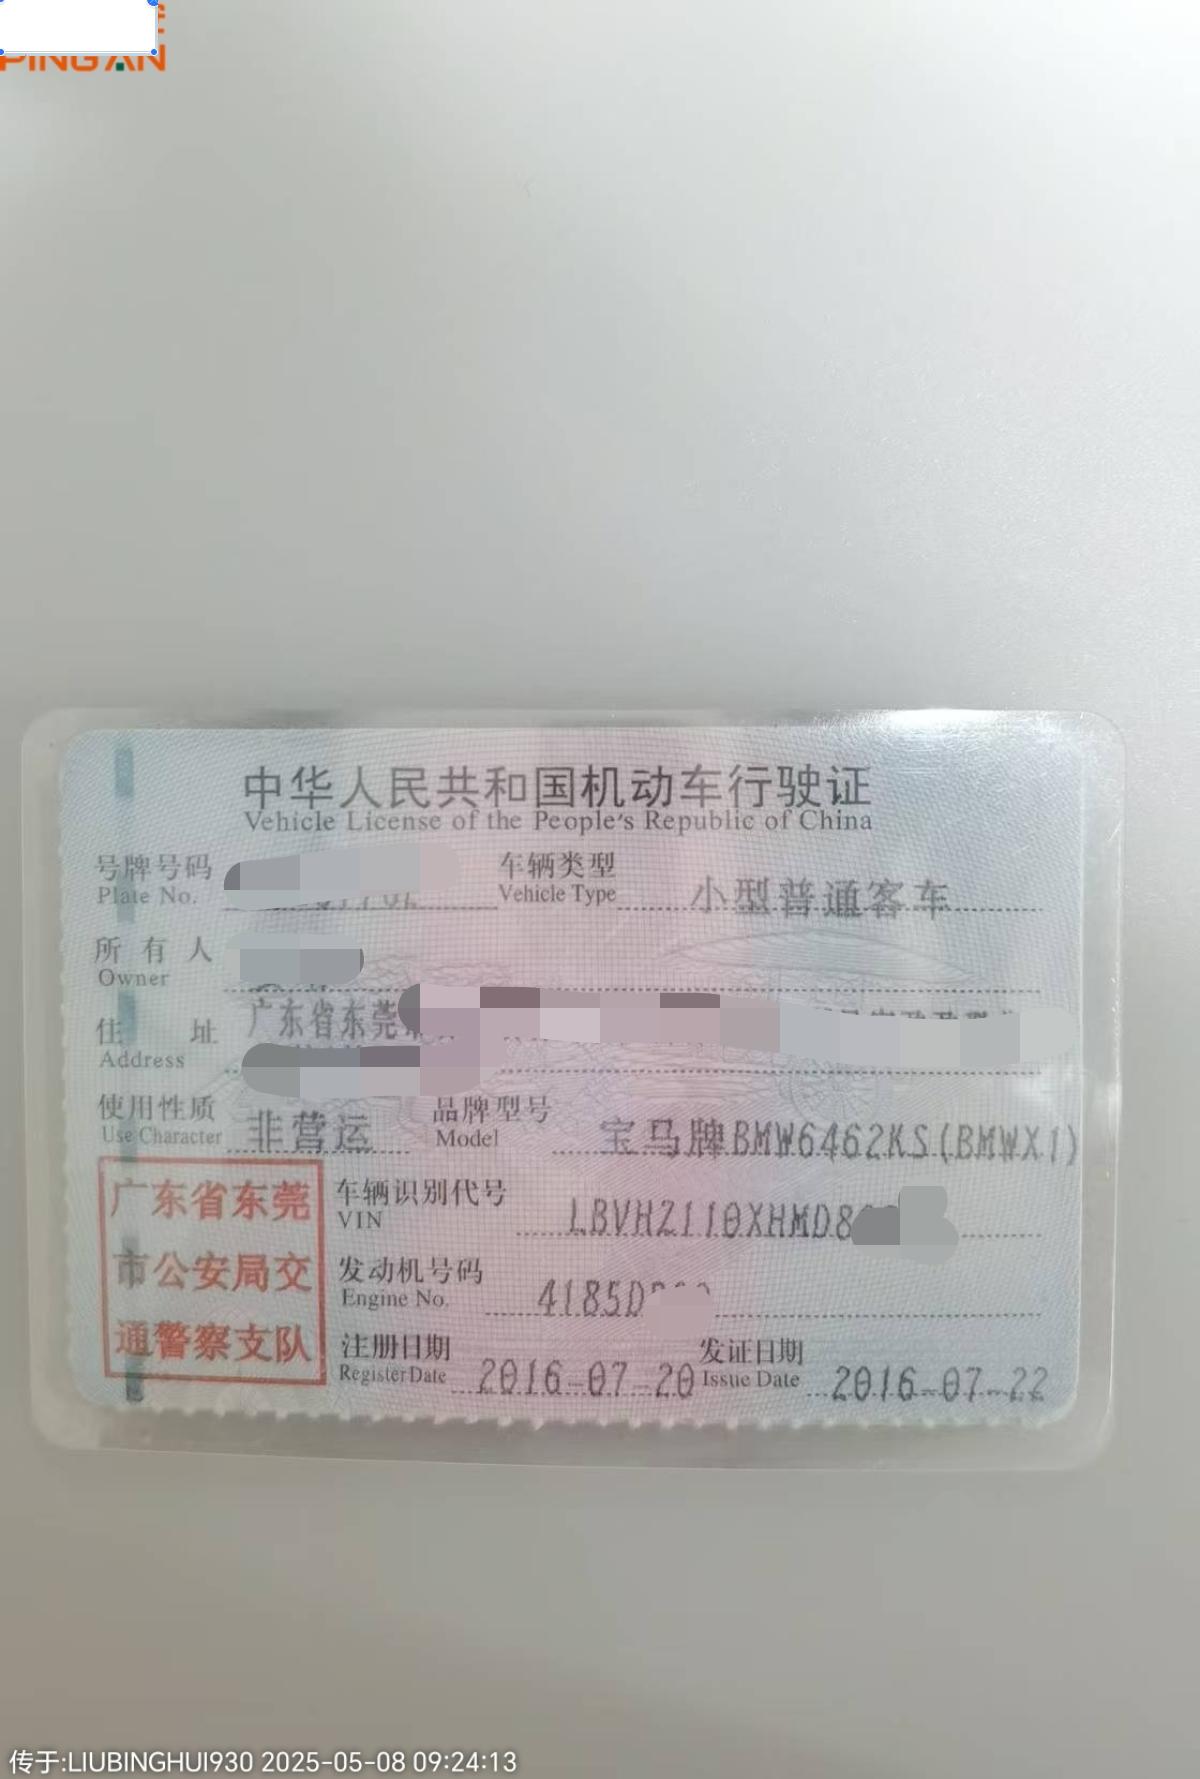 PING AN
中华人民共和国机动车行驶证
Vehicle License of the People's Republic of China
号牌号码 车辆类型
Plate No. Vehicle Type 小型普通客车
所有人
Owner
住址 广东省东莞
Address
使用性质 非营运 品牌型号 宝马牌BMW6462KS(BMWX1)
Use Character Model
广东省东莞
市公安局交
通警察支队
车辆识别代号 LBVHZ110XHMD8
VIN
发动机号码 4185D
Engine No.
注册日期 2016-07-20 发证日期 2016-07-22
Register Date Issue Date
传于:LIUBINGHUI930 2025-05-08 09:24:13